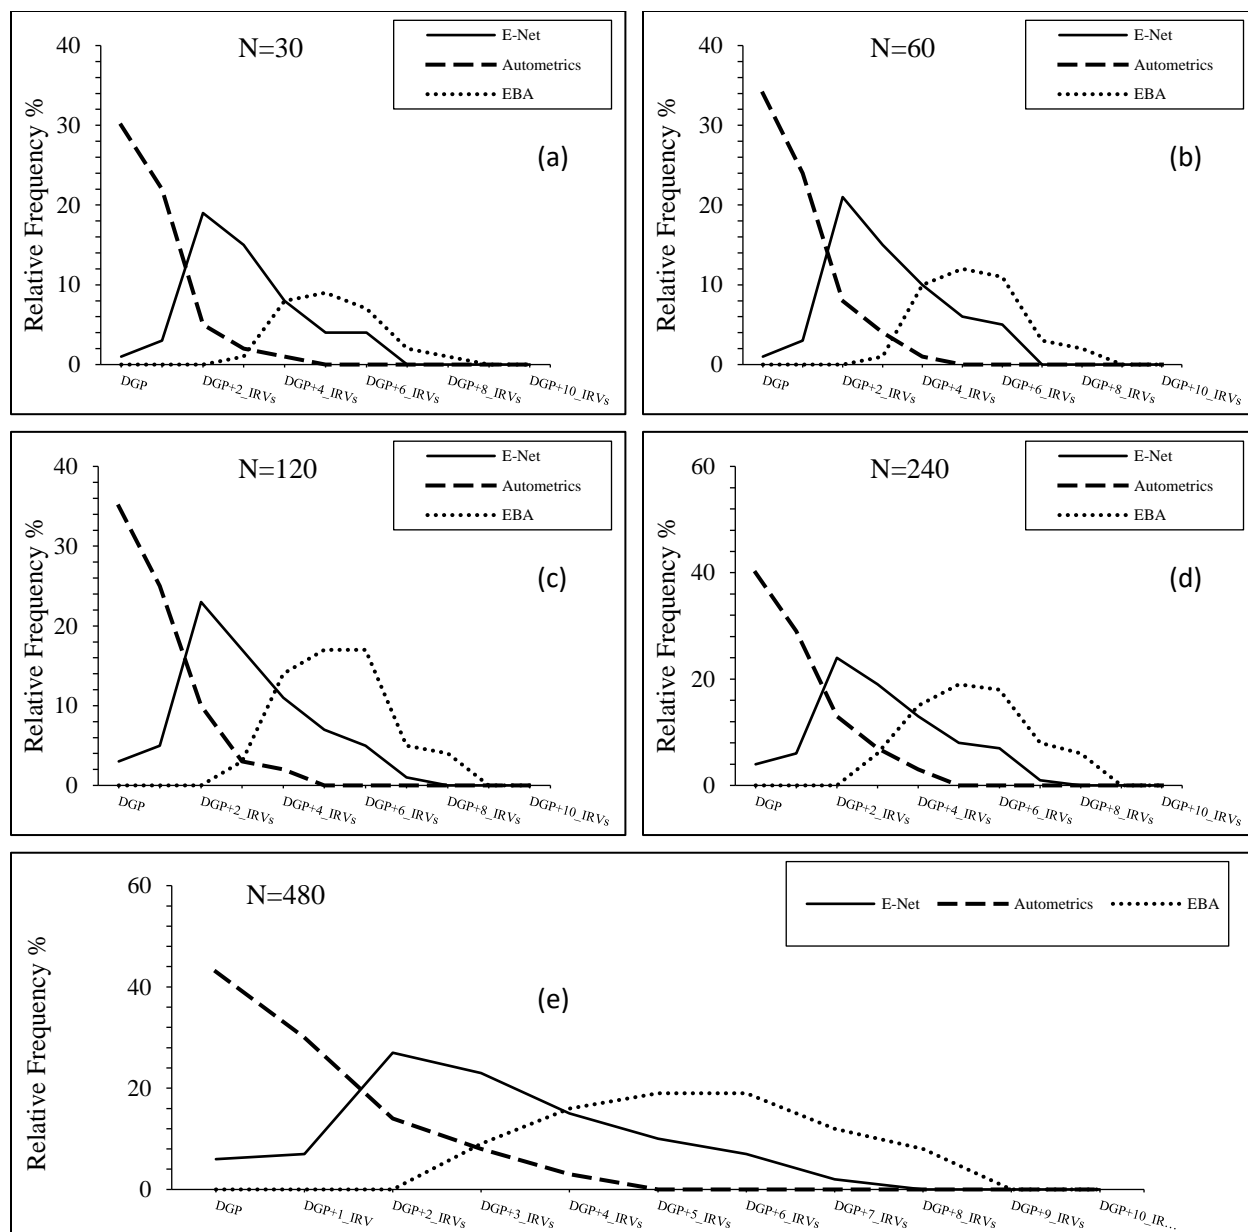 N=30
E-Net
Autometrics
EBA
Relative Frequency %
40
30
20
10
0
(a)
DGP
DGP+2_IRVs
DGP+4_IRVs
DGP+6_IRVs
DGP+8_IRVs
DGP+10_IRVs
N=60
E-Net
Autometrics
EBA
Relative Frequency %
40
30
20
10
0
(b)
DGP
DGP+2_IRVs
DGP+4_IRVs
DGP+6_IRVs
DGP+8_IRVs
DGP+10_IRVs
N=120
E-Net
Autometrics
EBA
Relative Frequency %
40
30
20
10
0
(c)
DGP
DGP+2_IRVs
DGP+4_IRVs
DGP+6_IRVs
DGP+8_IRVs
DGP+10_IRVs
N=240
E-Net
Autometrics
EBA
Relative Frequency %
60
40
20
0
(d)
DGP
DGP+2_IRVs
DGP+4_IRVs
DGP+6_IRVs
DGP+8_IRVs
DGP+10_IRVs
N=480
E-Net Autometrics EBA
Relative Frequency %
60
40
20
0
(e)
DGP
DGP+1_IRV
DGP+2_IRVs
DGP+3_IRVs
DGP+4_IRVs
DGP+5_IRVs
DGP+6_IRVs
DGP+7_IRVs
DGP+8_IRVs
DGP+9_IRVs
DGP+10_IR...